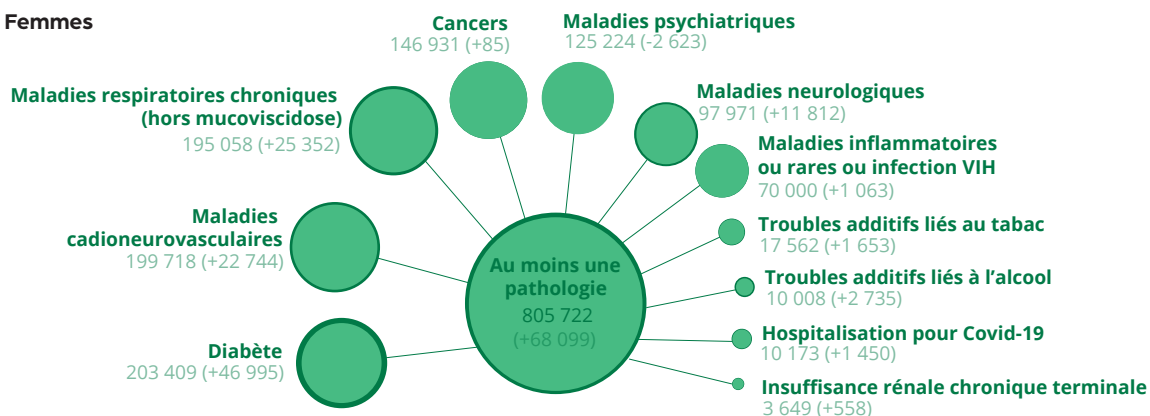 Femmes
Cancers
146 931 (+85)
Maladies psychiatriques
125 224 (-2 623)
Maladies respiratoires chroniques
(hors mucoviscidose)
195 058 (+25 352)
Maladies neurologiques
97 971 (+11 812)
Maladies inflammatoires
ou rares ou infection VIH
70 000 (+1 063)
Maladies
cadioneurovasculaires
199 718 (+22 744)
Troubles additifs liés au tabac
17 562 (+1 653)
Au moins une
pathologie
805 722
(+68 099)
Troubles additifs liés à l’alcool
10 008 (+2 735)
Diabète
203 409 (+46 995)
Hospitalisation pour Covid-19
10 173 (+1 450)
Insuffisance rénale chronique terminale
3 649 (+558)